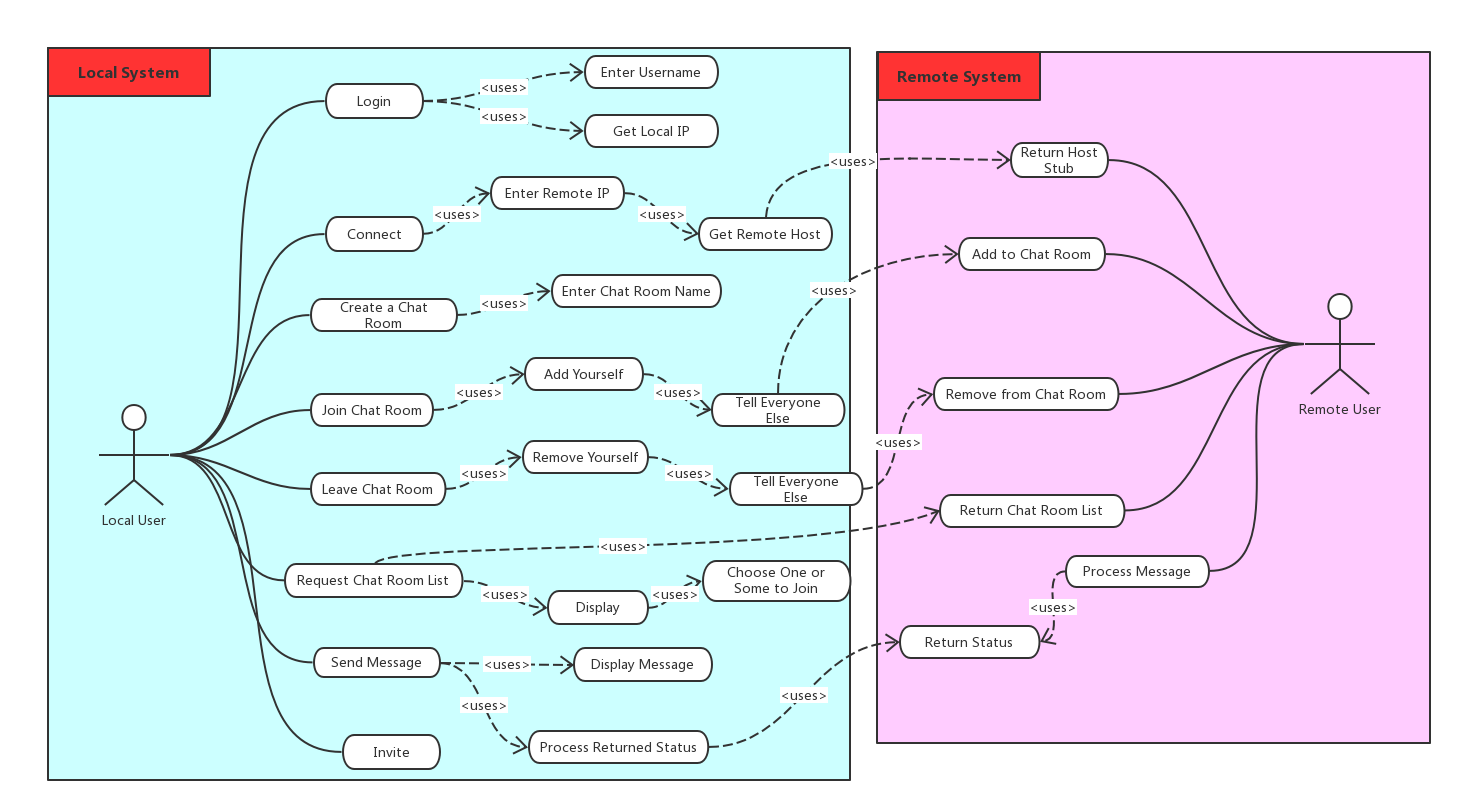 Local System
Remote System
Enter Username
<uses>
Login
<uses>
Get Local IP
Return Host
Stub
<uses>
Enter Remote IP
<uses>
<uses>
Connect
Get Remote Host
Add to Chat Room
Enter Chat Room Name
<uses>
<uses>
Create a Chat
Room
Add Yourself
<uses>
<uses>
Join Chat Room
Tell Everyone
Else
Remove from Chat Room
Remote User
<uses>
Remove Yourself
<uses>
<uses>
Leave Chat Room
Tell Everyone
Else
Local User
Return Chat Room List
<uses>
Request Chat Room List
<uses>
Display
<uses>
Choose One or
Some to Join
Process Message
<uses>
Return Status
Send Message
<uses>
Display Message
<uses>
<uses>
Process Returned Status
Invite